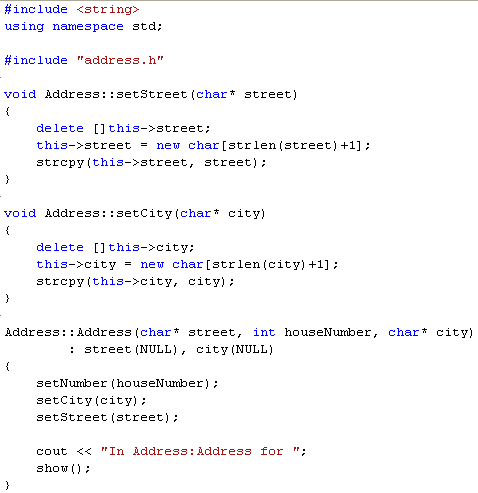 #include <string>
using namespace std;
#include "address.h"
void Address::setStreet(char* street)
{
delete []this->street;
this->street = new char[strlen(street)+1];
strcpy(this->street, street);
}
void Address::setCity(char* city)
{
delete []this->city;
this->city = new char[strlen(city)+1];
strcpy(this->city, city);
}
Address::Address(char* street, int houseNumber, char* city)
: street(NULL), city(NULL)
{
setNumber(houseNumber);
setCity(city);
setStreet(street);
cout << "In Address:Address for ";
show();
}